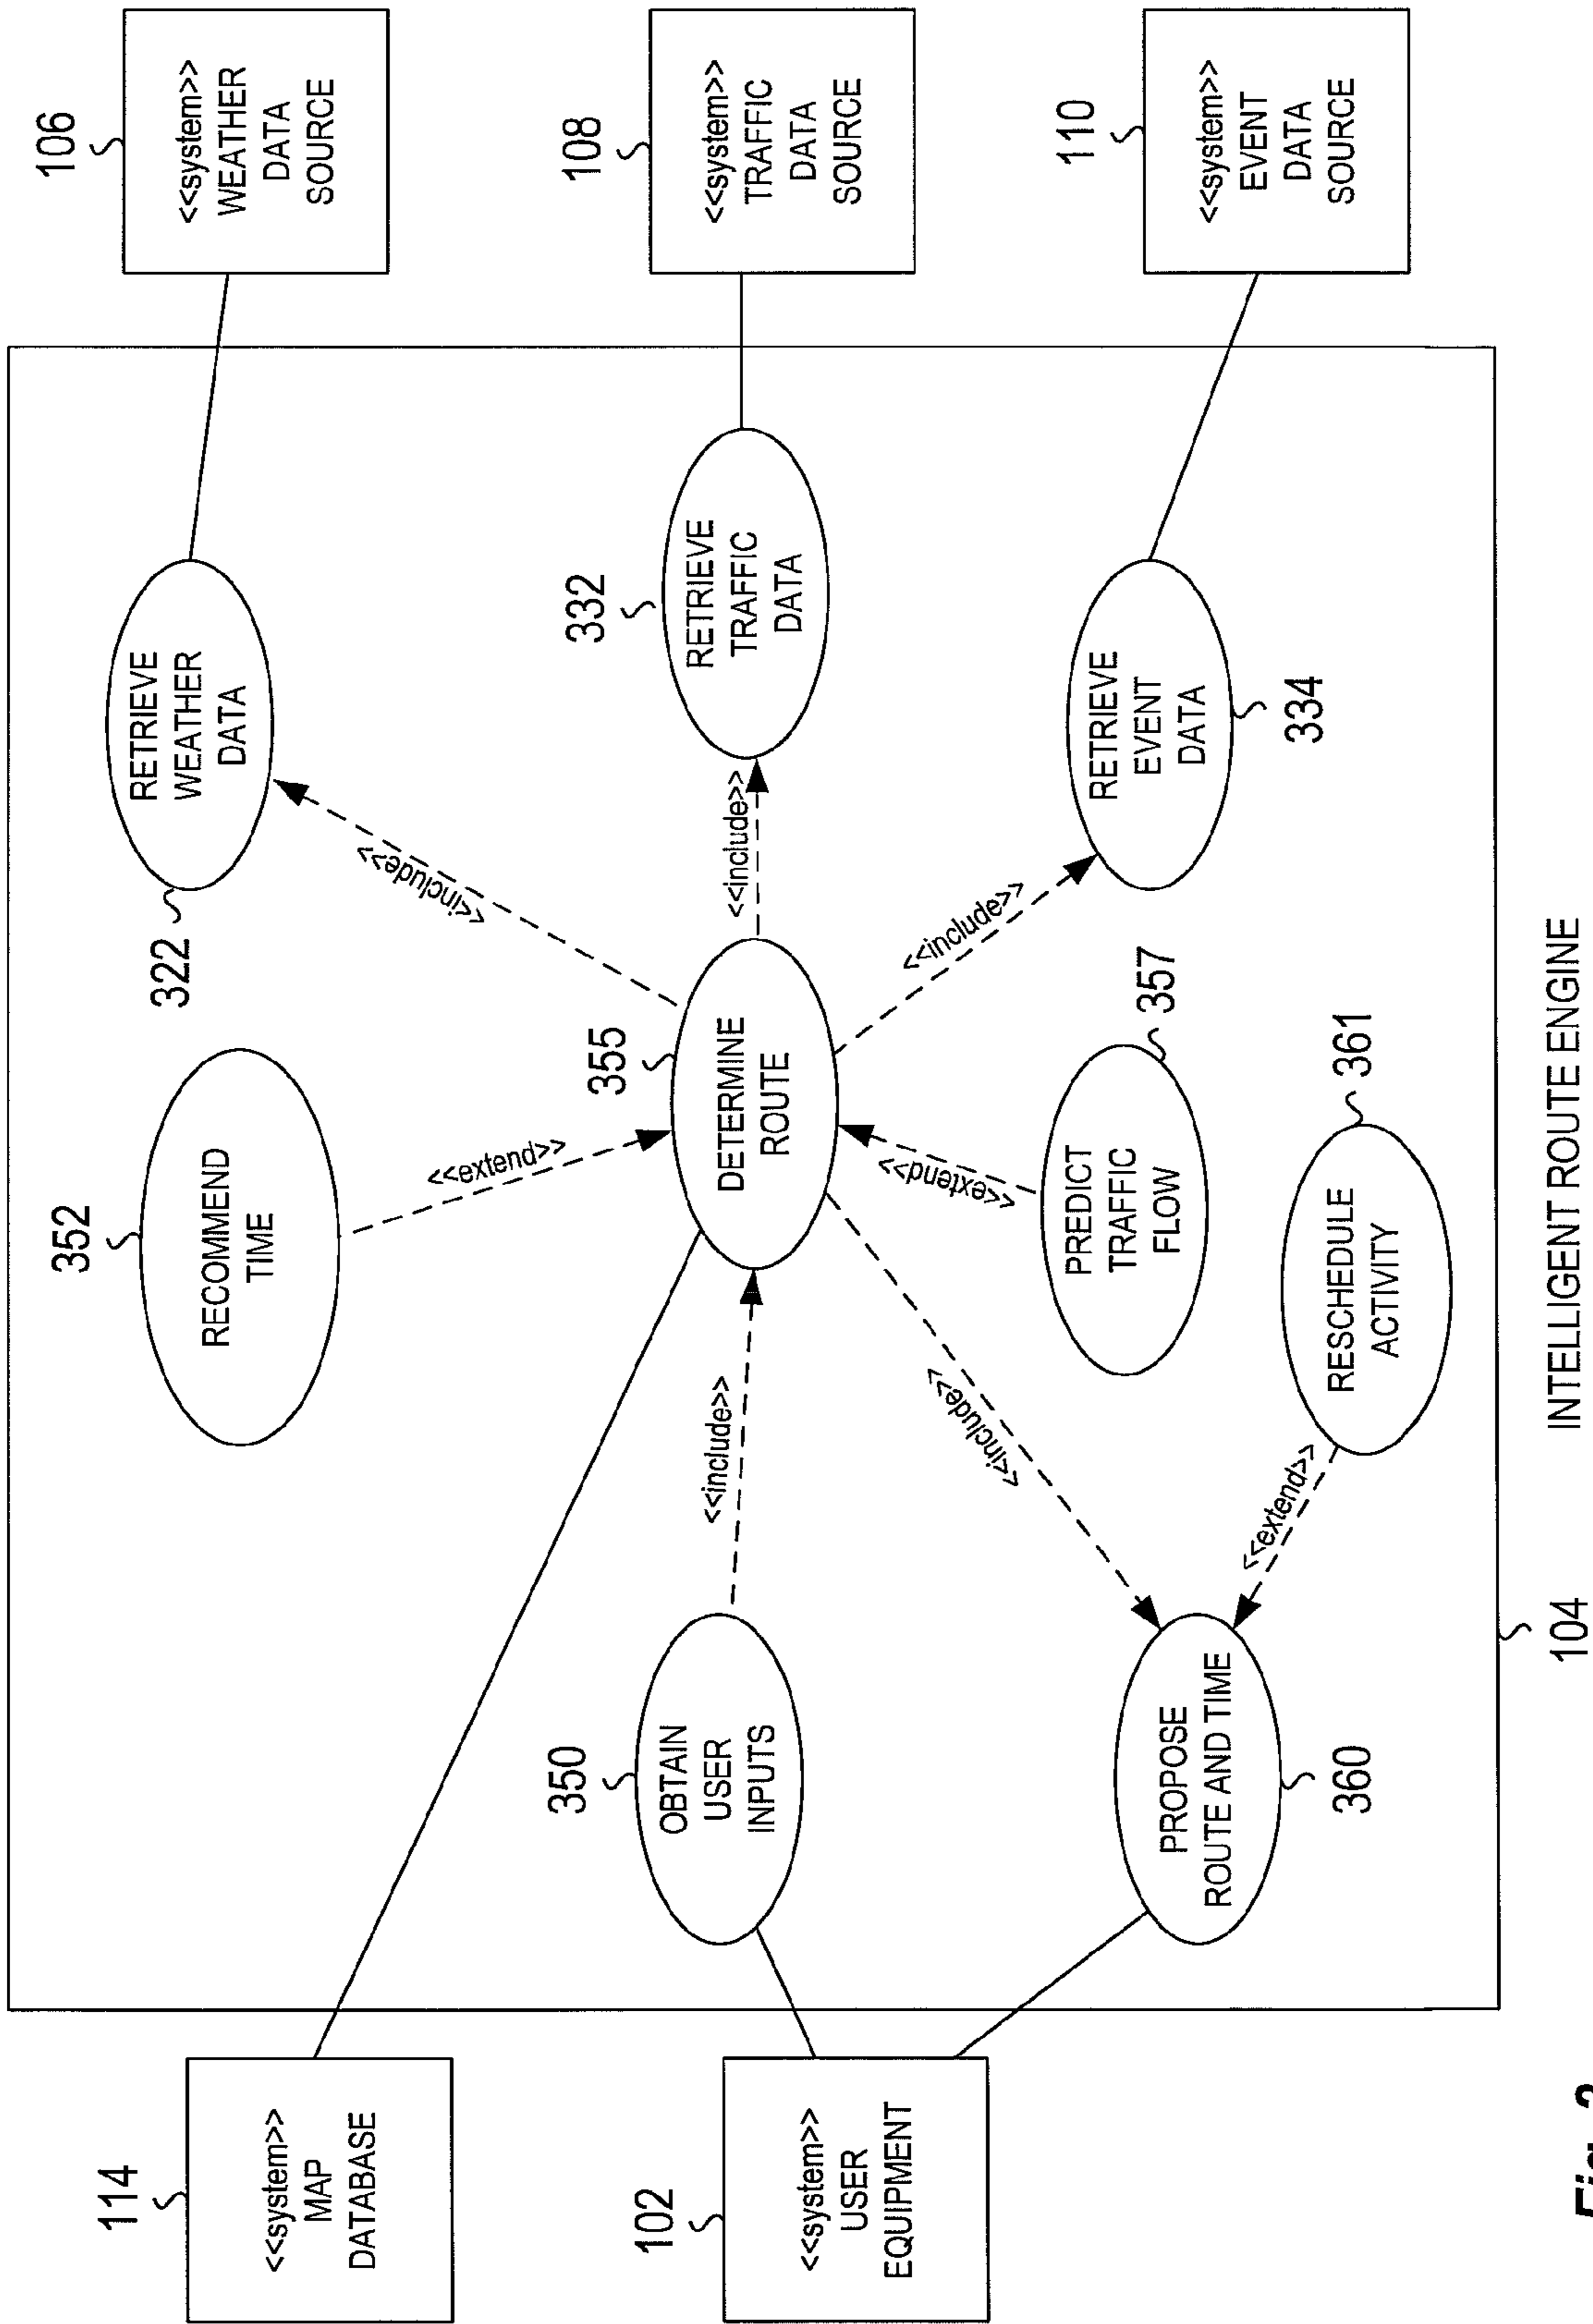 114
<<system>>
MAP
DATABASE
352
RECOMMEND
TIME
322
RETRIEVE
WEATHER
DATA
106
<<system>>
WEATHER
DATA
SOURCE
<<extend>>
<<include>>
102
<<system>>
USER
EQUIPMENT
350
OBTAIN
USER
INPUTS
<<include>>
355
DETERMINE
ROUTE
<<include>>
332
RETRIEVE
TRAFFIC
DATA
108
<<system>>
TRAFFIC
DATA
SOURCE
<<include>>
<<extend>>
<<include>>
PROPOSE
ROUTE AND TIME
360
<<extend>>
PREDICT
TRAFFIC
FLOW
357
RESCHEDULE
ACTIVITY
361
RETRIEVE
EVENT
DATA
334
110
<<system>>
EVENT
DATA
SOURCE
104
INTELLIGENT ROUTE ENGINE
Fig.